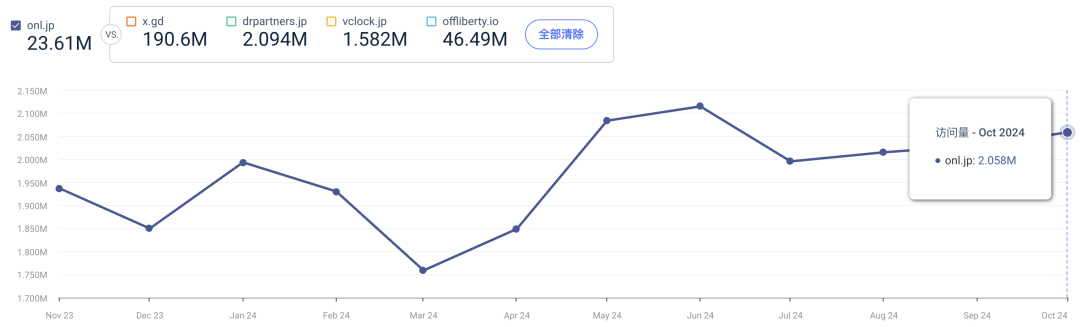 onl.jp
23.61M
VS.
x.gd
190.6M
drpartners.jp
2.094M
vclock.jp
1.582M
offliberty.io
46.49M
全部清除
2.150M
2.100M
2.050M
2.000M
1.950M
1.900M
1.850M
1.800M
1.750M
1.700M
访问量 - Oct 2024
onl.jp: 2.058M
Nov 23 Dec 23 Jan 24 Feb 24 Mar 24 Apr 24 May 24 Jun 24 Jul 24 Aug 24 Sep 24 Oct 24